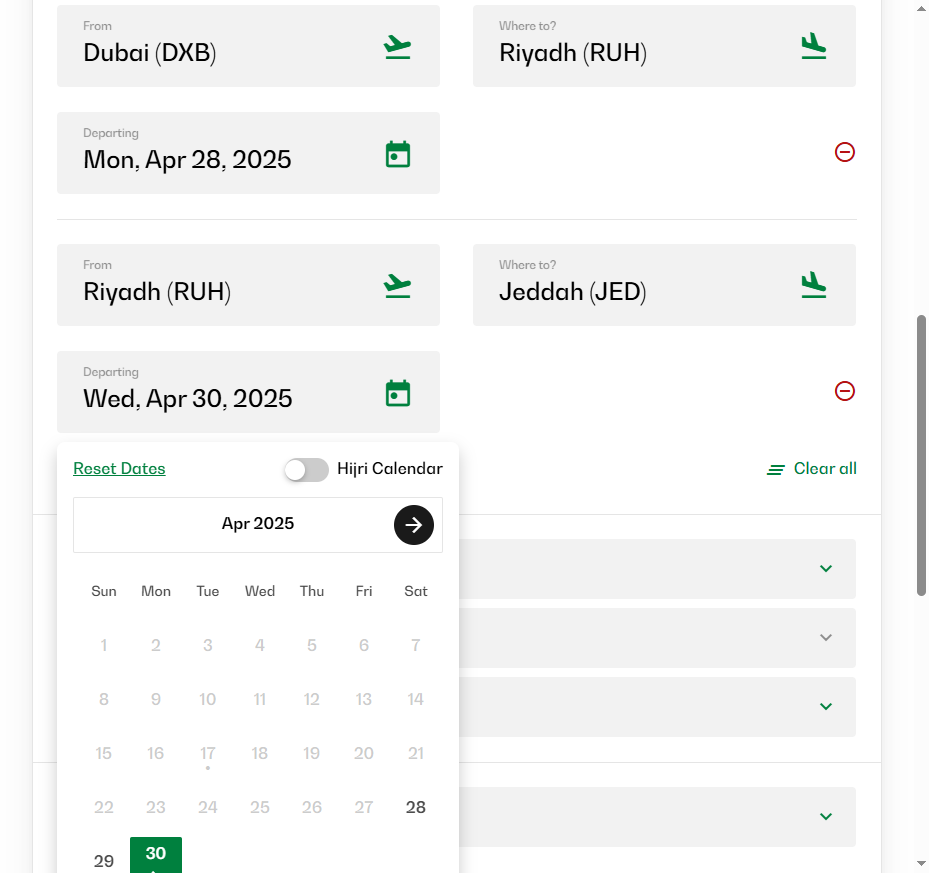 From
Dubai (DXB)
Where to?
Riyadh (RUH)
Departing
Mon, Apr 28, 2025
From
Riyadh (RUH)
Where to?
Jeddah (JED)
Departing
Wed, Apr 30, 2025
Reset Dates
Hijri Calendar
Clear all
Apr 2025
Sun Mon Tue Wed Thu Fri Sat
1 2 3 4 5 6 7
8 9 10 11 12 13 14
15 16 17 18 19 20 21
22 23 24 25 26 27 28
29 30